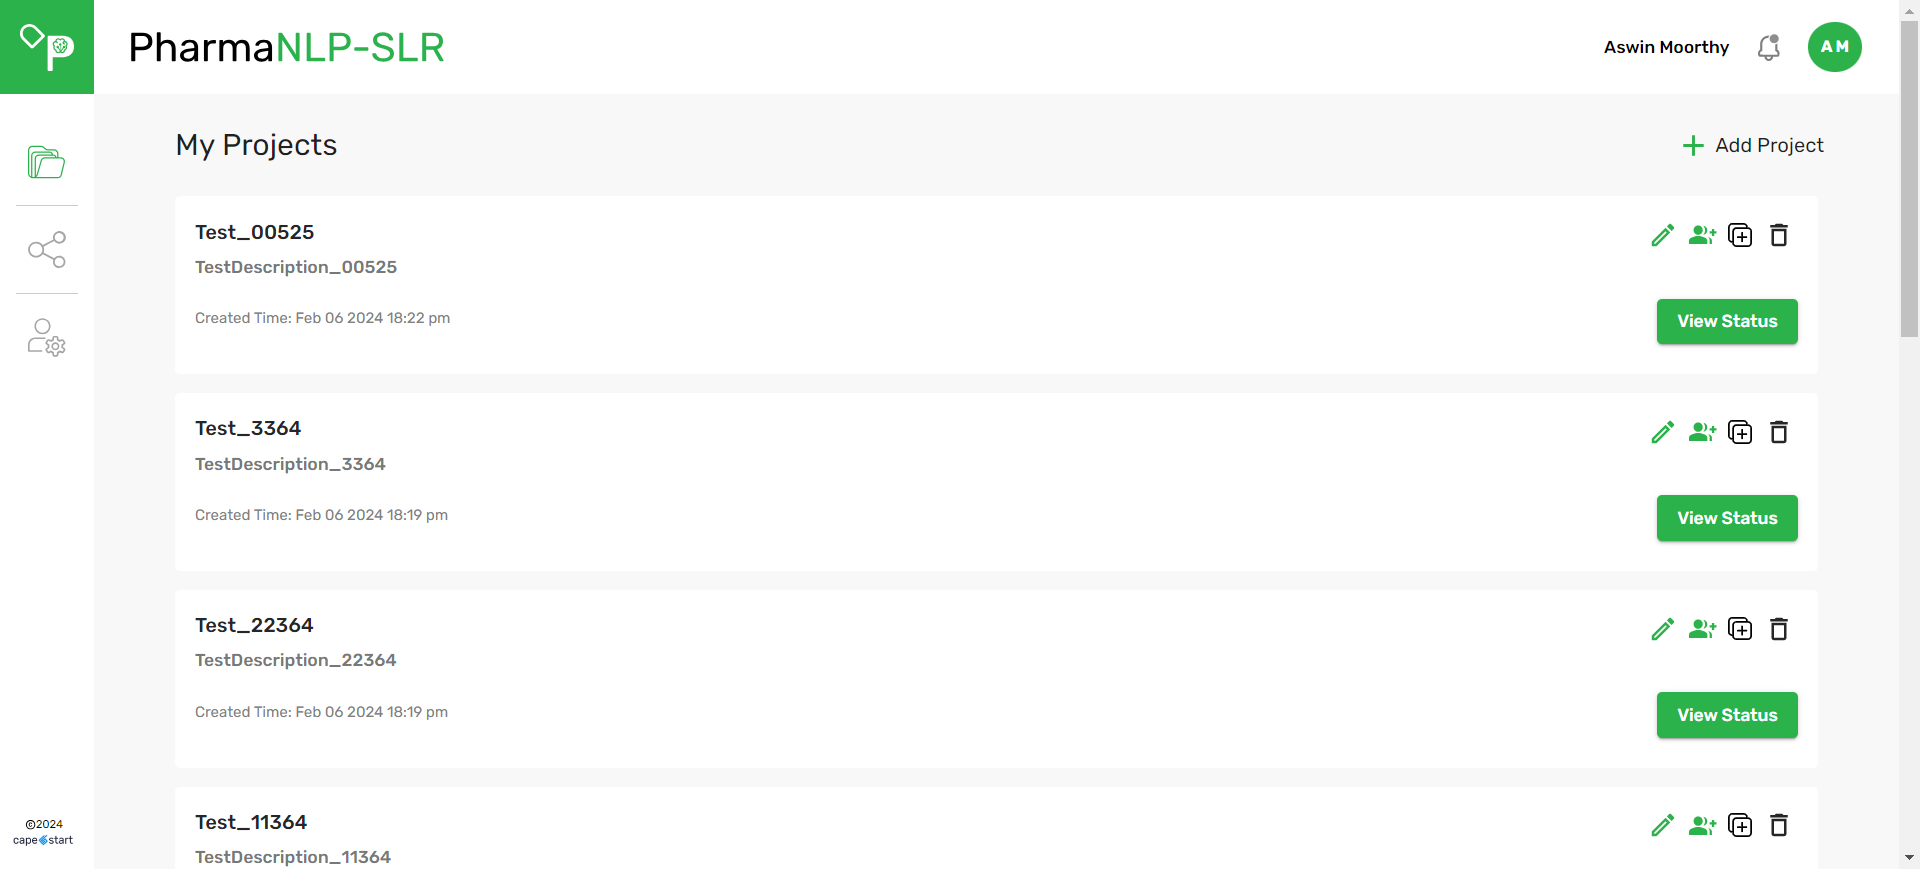 PharmaNLP-SLR
Aswin Moorthy
AM
My Projects
Add Project
Test_00525
TestDescription_00525
Created Time: Feb 06 2024 18:22 pm
View Status
Test_3364
TestDescription_3364
Created Time: Feb 06 2024 18:19 pm
View Status
Test_22364
TestDescription_22364
Created Time: Feb 06 2024 18:19 pm
View Status
Test_11364
TestDescription_11364
©2024
capestart